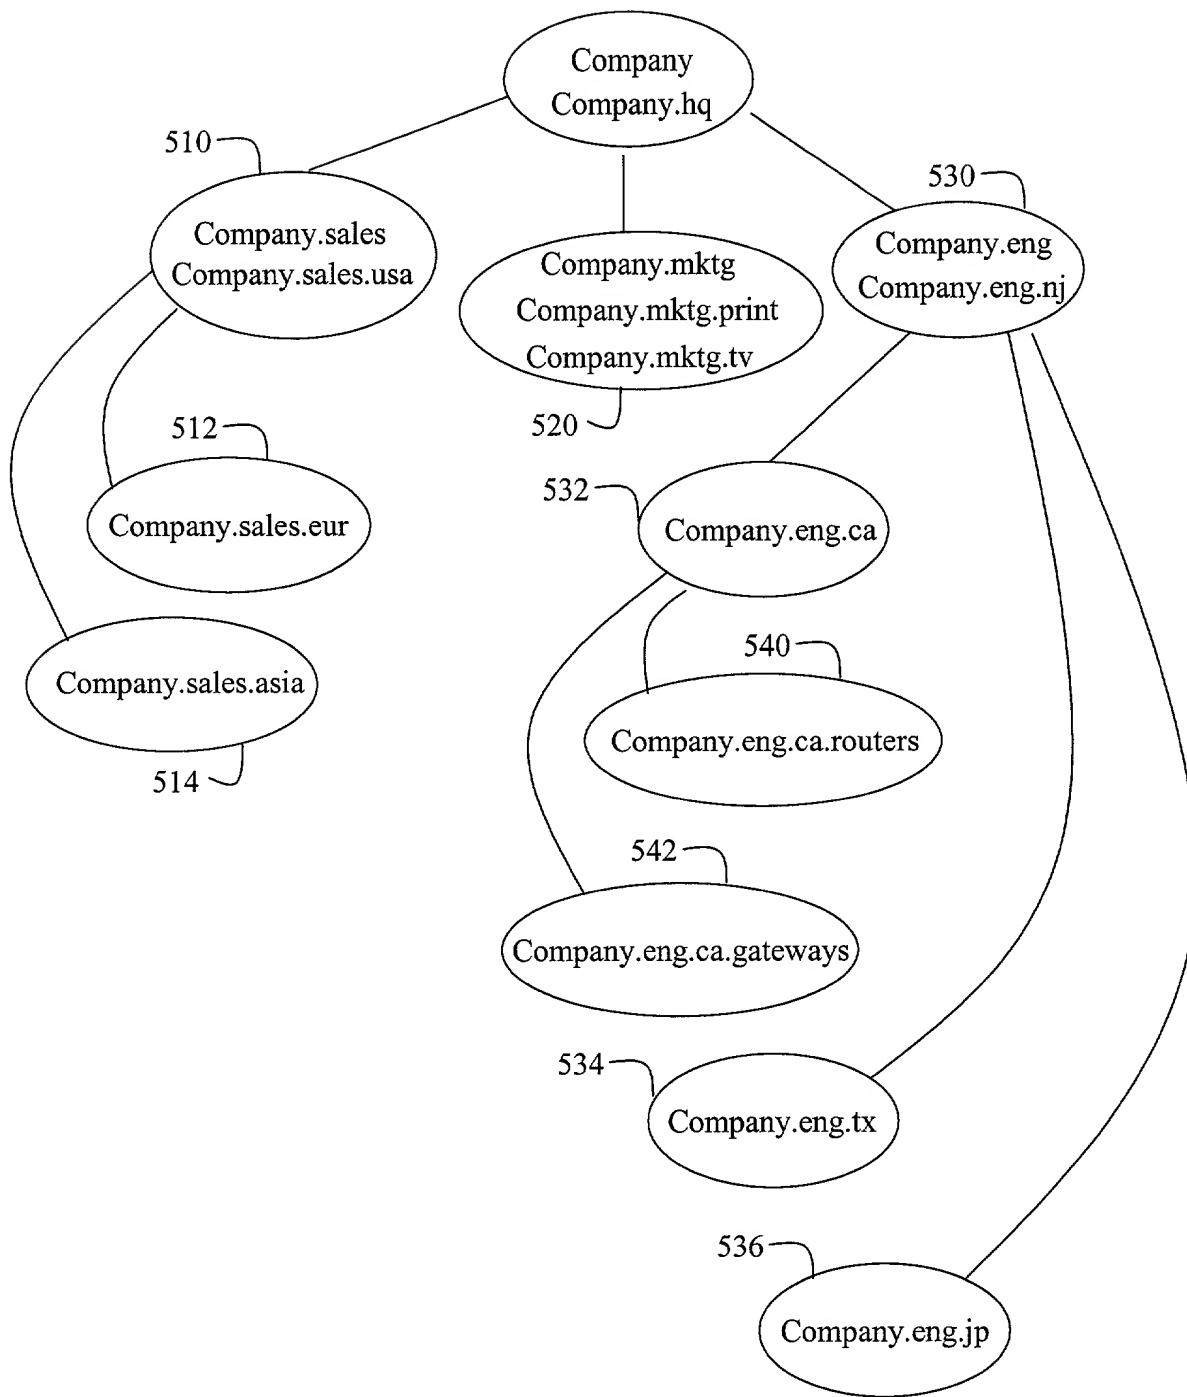 Company
Company.hq
510
530
Company.sales
Company.sales.usa
Company.mktg
Company.mktg.print
Company.mktg.tv
Company.eng
Company.eng.nj
520
512
532
Company.sales.eur
Company.eng.ca
540
Company.sales.asia
Company.eng.ca.routers
514
542
Company.eng.ca.gateways
534
Company.eng.tx
536
Company.eng.jp